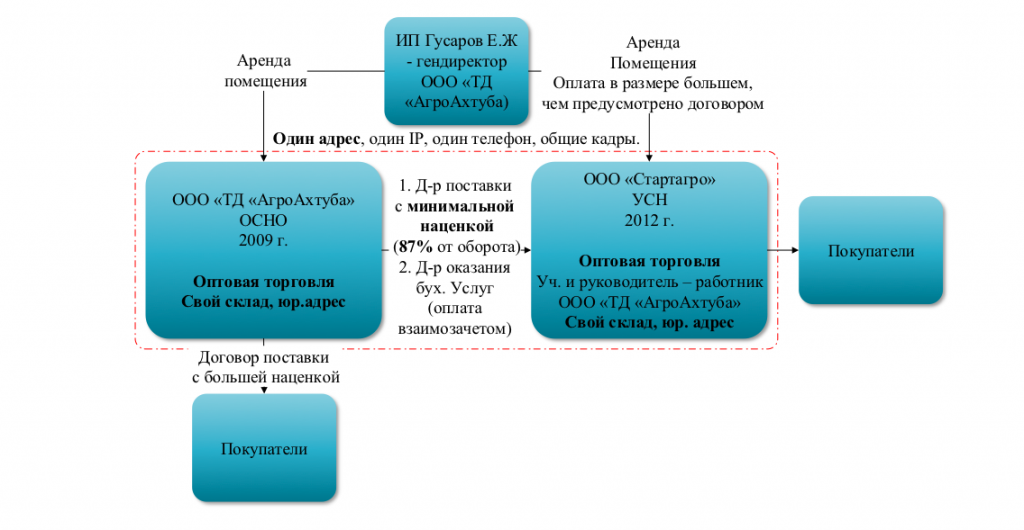 ИП Гусаров Е.Ж
- гендиректор
ООО «ТД
«АгроАхтуба)
Аренда
помещения
Аренда
Помещения
Оплата в размере большем,
чем предусмотрено договором
Один адрес, один IP, один телефон, общие кадры.
ООО «ТД «АгроАхтуба»
ОСНО
2009 г.
Оптовая торговля
Свой склад, юр.адрес
1. Д-р поставки
с минимальной
наценкой
(87% от оборота)
2. Д-р оказания
бух. Услуг
(оплата
взаимозачетом)
ООО «Стартагро»
УСН
2012 г.
Оптовая торговля
Уч. и руководитель – работник
ООО «ТД «АгроАхтуба»
Свой склад, юр. адрес
Покупатели
Договор поставки
с большей наценкой
Покупатели